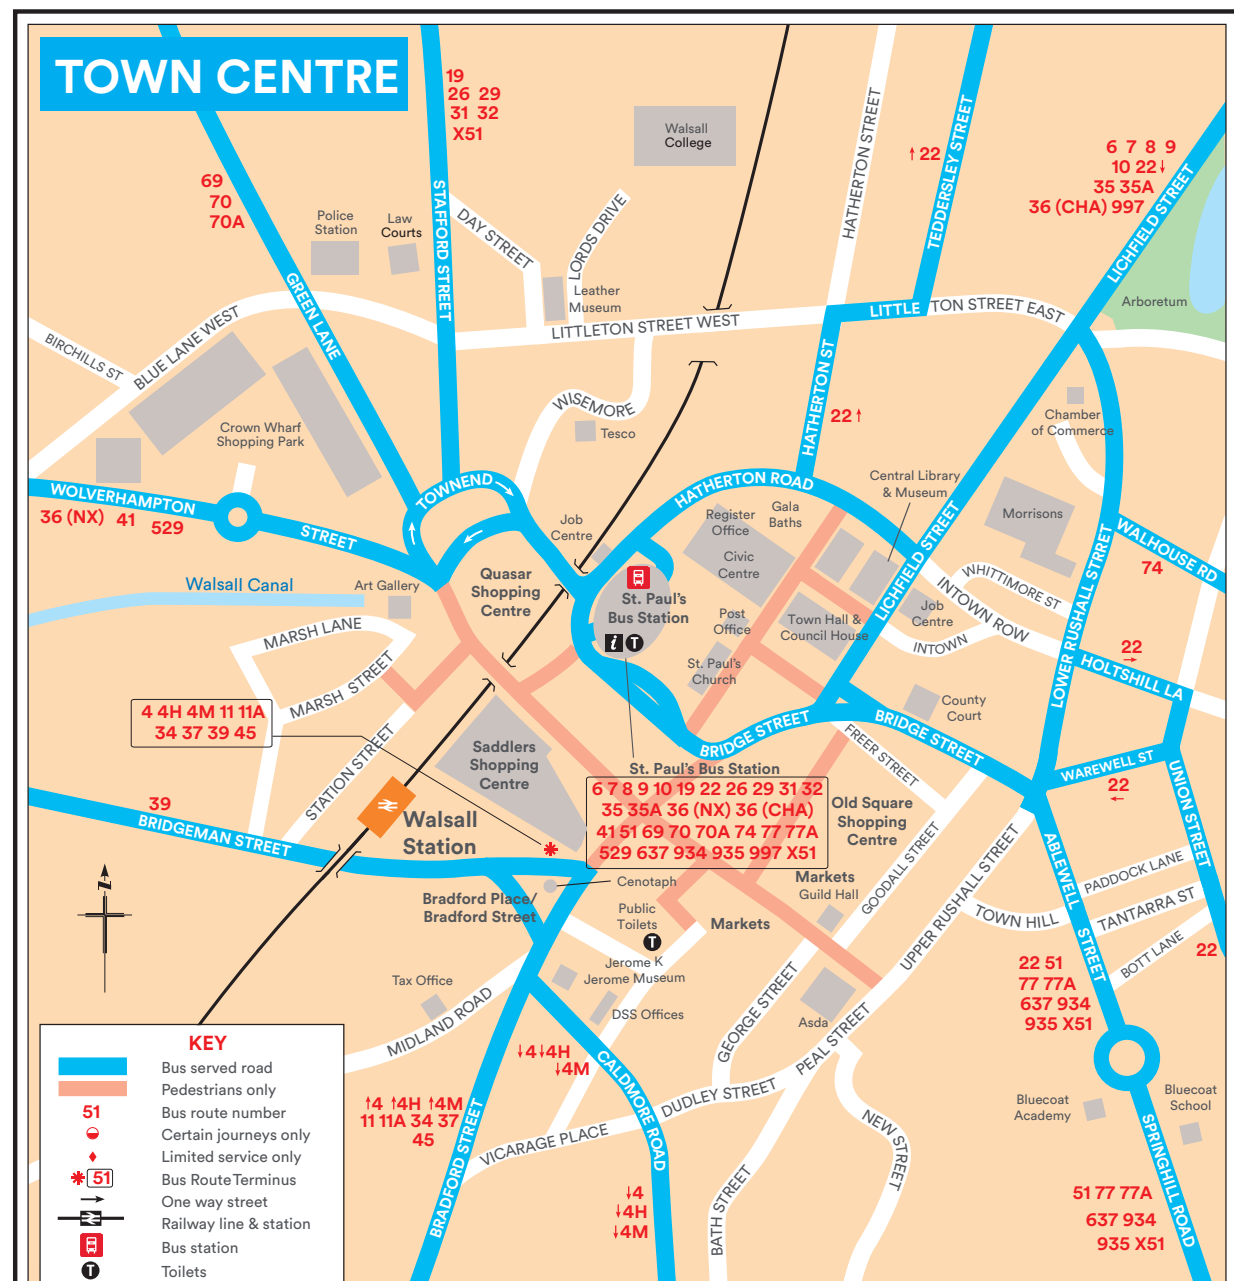 TOWN CENTRE
19
26 29
31 32
X51
69
70
70A
Police
Station
Law
Courts
STAFFORD STREET
DAY STREET
LORDS DRIVE
Leather
Museum
Walsall
College
HATHERTON STREET
↑ 22
TEDDERSLEY STREET
6 7 8 9
10 22↓
35 35A
36 (CHA) 997
LICHFIELD STREET
Arboretum
GREEN LANE
BLUE LANE WEST
BIRCHILLS ST
LITTLETON STREET WEST
LITTLE TON STREET EAST
HATHERTON ST
22 ↑
WISEMORE
Tesco
Crown Wharf
Shopping Park
Chamber
of Commerce
WOLVERHAMPTON
STREET
36 (NX) 41 529
TOWNEND
HATHERTON ROAD
Central Library
& Museum
Morrisons
Register
Office
Gala
Baths
Civic
Centre
Job
Centre
LICHFIELD STREET
LOWER RUSHALL STRRET
WALHOUSE RD
74
Walsall Canal
Art Gallery
Quasar
Shopping
Centre
St. Paul's
Bus Station
i T
Post
Office
Town Hall &
Council House
Job
Centre
WHITTIMORE ST
INTOWN ROW
INTOWN
22
→
HOLTSHILL LA
MARSH LANE
MARSH STREET
St. Paul's
Church
County
Court
4 4H 4M 11 11A
34 37 39 45
STATION STREET
Saddlers
Shopping
Centre
BRIDGE STREET
BRIDGE STREET
FREER STREET
WAREWELL ST
22
←
UNION STREET
St. Paul's Bus Station
6 7 8 9 10 19 22 26 29 31 32
35 35A 36 (NX) 36 (CHA)
41 51 69 70 70A 74 77 77A
529 637 934 935 997 X51
Old Square
Shopping
Centre
39
BRIDGEMAN STREET
Walsall
Station
Markets
Guild Hall
GOODALL STREET
UPPER RUSHALL STREET
ABLEWELL STREET
PADDOCK LANE
TOWN HILL
TANTARRA ST
BOTT LANE
22
N
Bradford Place/
Bradford Street
Cenotaph
Public
Toilets
T
Markets
Jerome K
Jerome Museum
DSS Offices
Tax Office
MIDLAND ROAD
GEORGE STREET
Asda
PEAL STREET
22 51
77 77A
637 934
935 X51
↓4↓4H
↓4M
CALDMORE ROAD
DUDLEY STREET
VICARAGE PLACE
NEW STREET
BATH STREET
↑4 ↑4H ↑4M
11 11A 34 37
45
BRADFORD STREET
↓4
↓4H
↓4M
Bluecoat
Academy
Bluecoat
School
SPRINGHILL ROAD
51 77 77A
637 934
935 X51
KEY
Bus served road
Pedestrians only
51 Bus route number
Certain journeys only
Limited service only
51 Bus Route Terminus
One way street
Railway line & station
Bus station
T Toilets